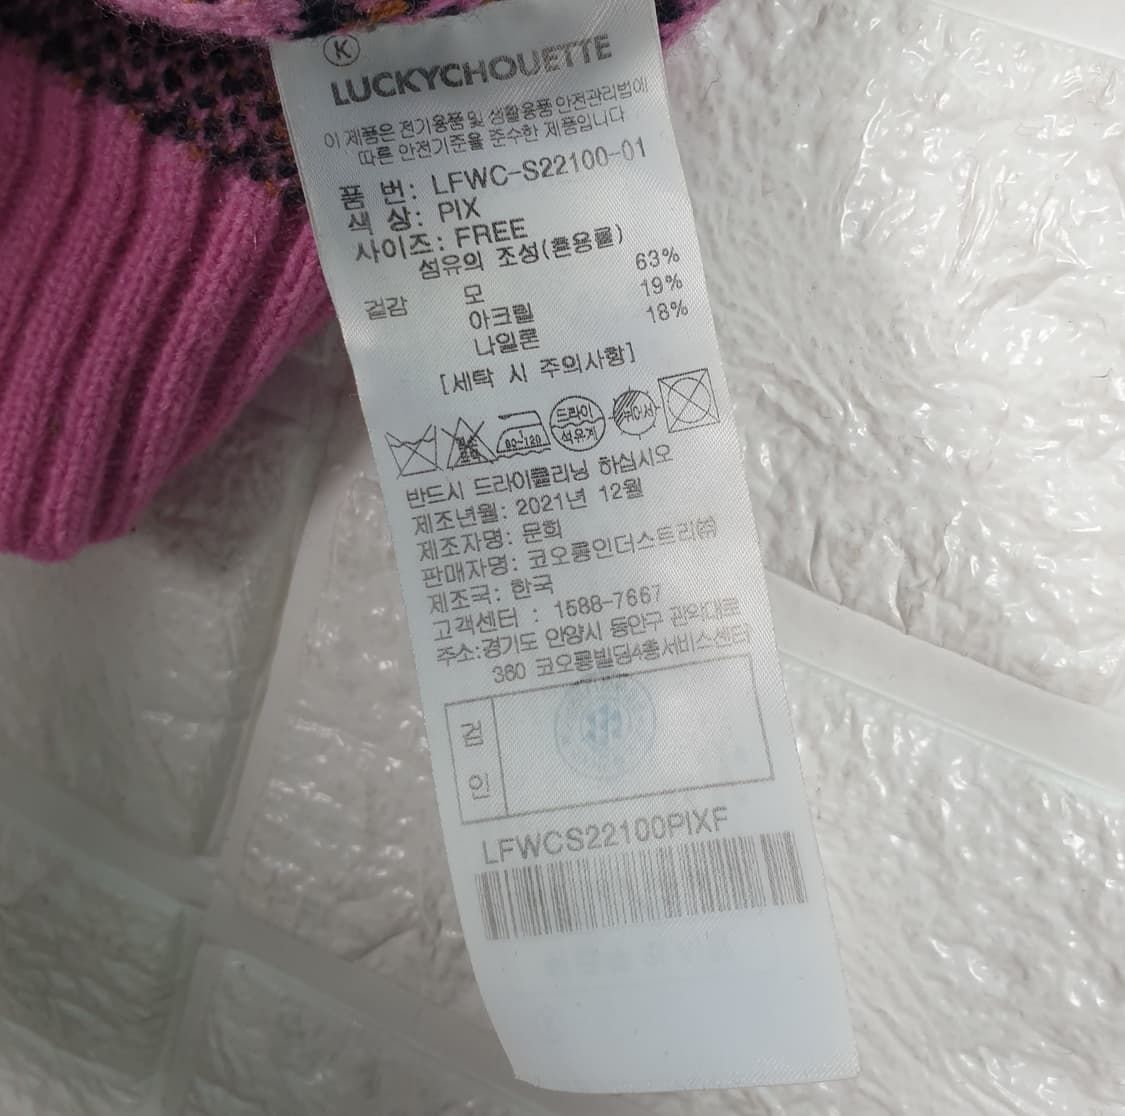 K
LUCKYCHOUETTE
이 제품은 전기용품 및 생활용품 안전관리법에
따른 안전기준을 준수한 제품입니다
품 번: LFWC-S22100-01
색 상: PIX
사이즈: FREE
섬유의 조성(혼용률)
겉감 모 63%
아크릴 19%
나일론 18%
[세탁 시 주의사항]
80~120 드라이 석유계
반드시 드라이클리닝 하십시오
제조년월: 2021년 12월
제조자명: 문희
판매자명: 코오롱인더스트리㈜
제조국: 한국
고객센터 : 1588-7667
주소:경기도 안양시 동안구 관악대로
360 코오롱빌딩4층서비스센터
검
인
LFWCS22100PIXF